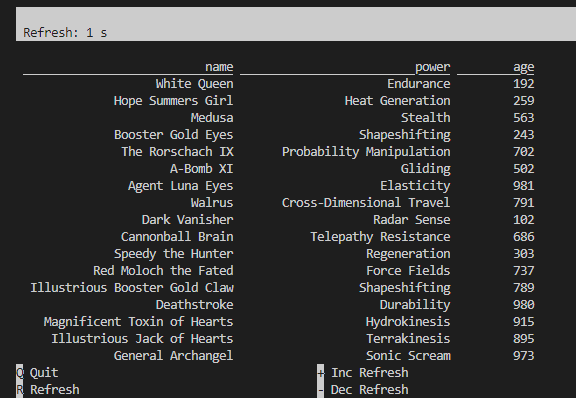 Refresh: 1 s
name power age
White Queen Endurance 192
Hope Summers Girl Heat Generation 259
Medusa Stealth 563
Booster Gold Eyes Shapeshifting 243
The Rorschach IX Probability Manipulation 702
A-Bomb XI Gliding 502
Agent Luna Eyes Elasticity 981
Walrus Cross-Dimensional Travel 791
Dark Vanisher Radar Sense 102
Cannonball Brain Telepathy Resistance 686
Speedy the Hunter Regeneration 303
Red Moloch the Fated Force Fields 737
Illustrious Booster Gold Claw Shapeshifting 789
Deathstroke Durability 980
Magnificent Toxin of Hearts Hydrokinesis 915
Illustrious Jack of Hearts Terrakinesis 895
General Archangel Sonic Scream 973
Q Quit + Inc Refresh
R Refresh - Dec Refresh